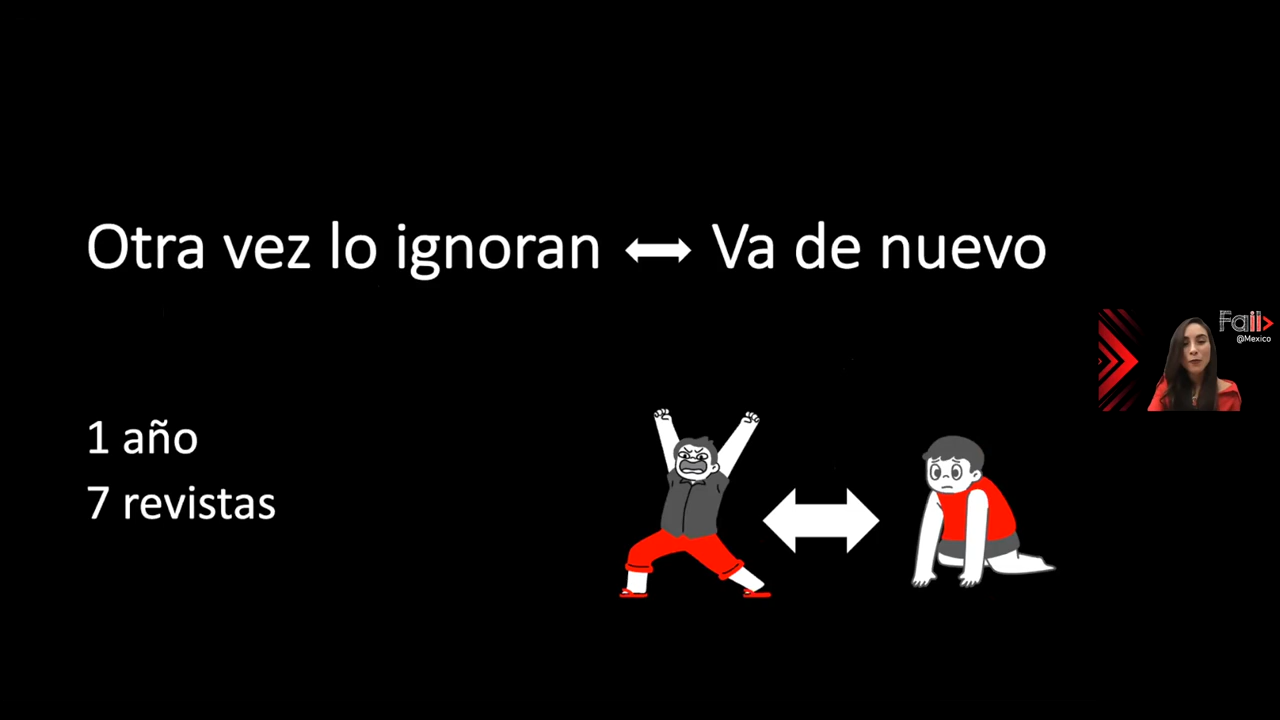 Otra vez lo ignoran ↔ Va de nuevo
Fail>
@Mexico
1 año
7 revistas